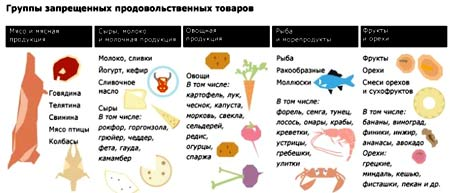 Группы запрещенных продовольственных товаров
Мясо и мясная
продукция
Говядина
Телятина
Свинина
Мясо птицы
Колбасы
Сыры, молоко
и молочная продукция
Молоко, сливки
Йогурт, кефир
Сливочное
масло
Сыры
В том числе:
рокфор, горгонзола,
грюйер, чеддер,
фета, гауда,
камамбер
Овощная
продукция
Овощи
В том числе:
картофель, лук,
чеснок, капуста,
морковь, свекла,
сельдерей,
редис,
огурцы,
спаржа
Рыба
и морепродукты
Рыба
Ракообразные
Моллюски
В том числе:
форель, семга, тунец,
лосось, омары, крабы,
креветки,
устрицы,
гребешки,
улитки
Фрукты
и орехи
Фрукты
Орехи
Смеси орехов
и сухофруктов
В том числе:
бананы, виноград,
финики, инжир,
ананасы, авокадо
Орехи:
грецкие,
миндаль, кешью,
фисташки, пекан и др.